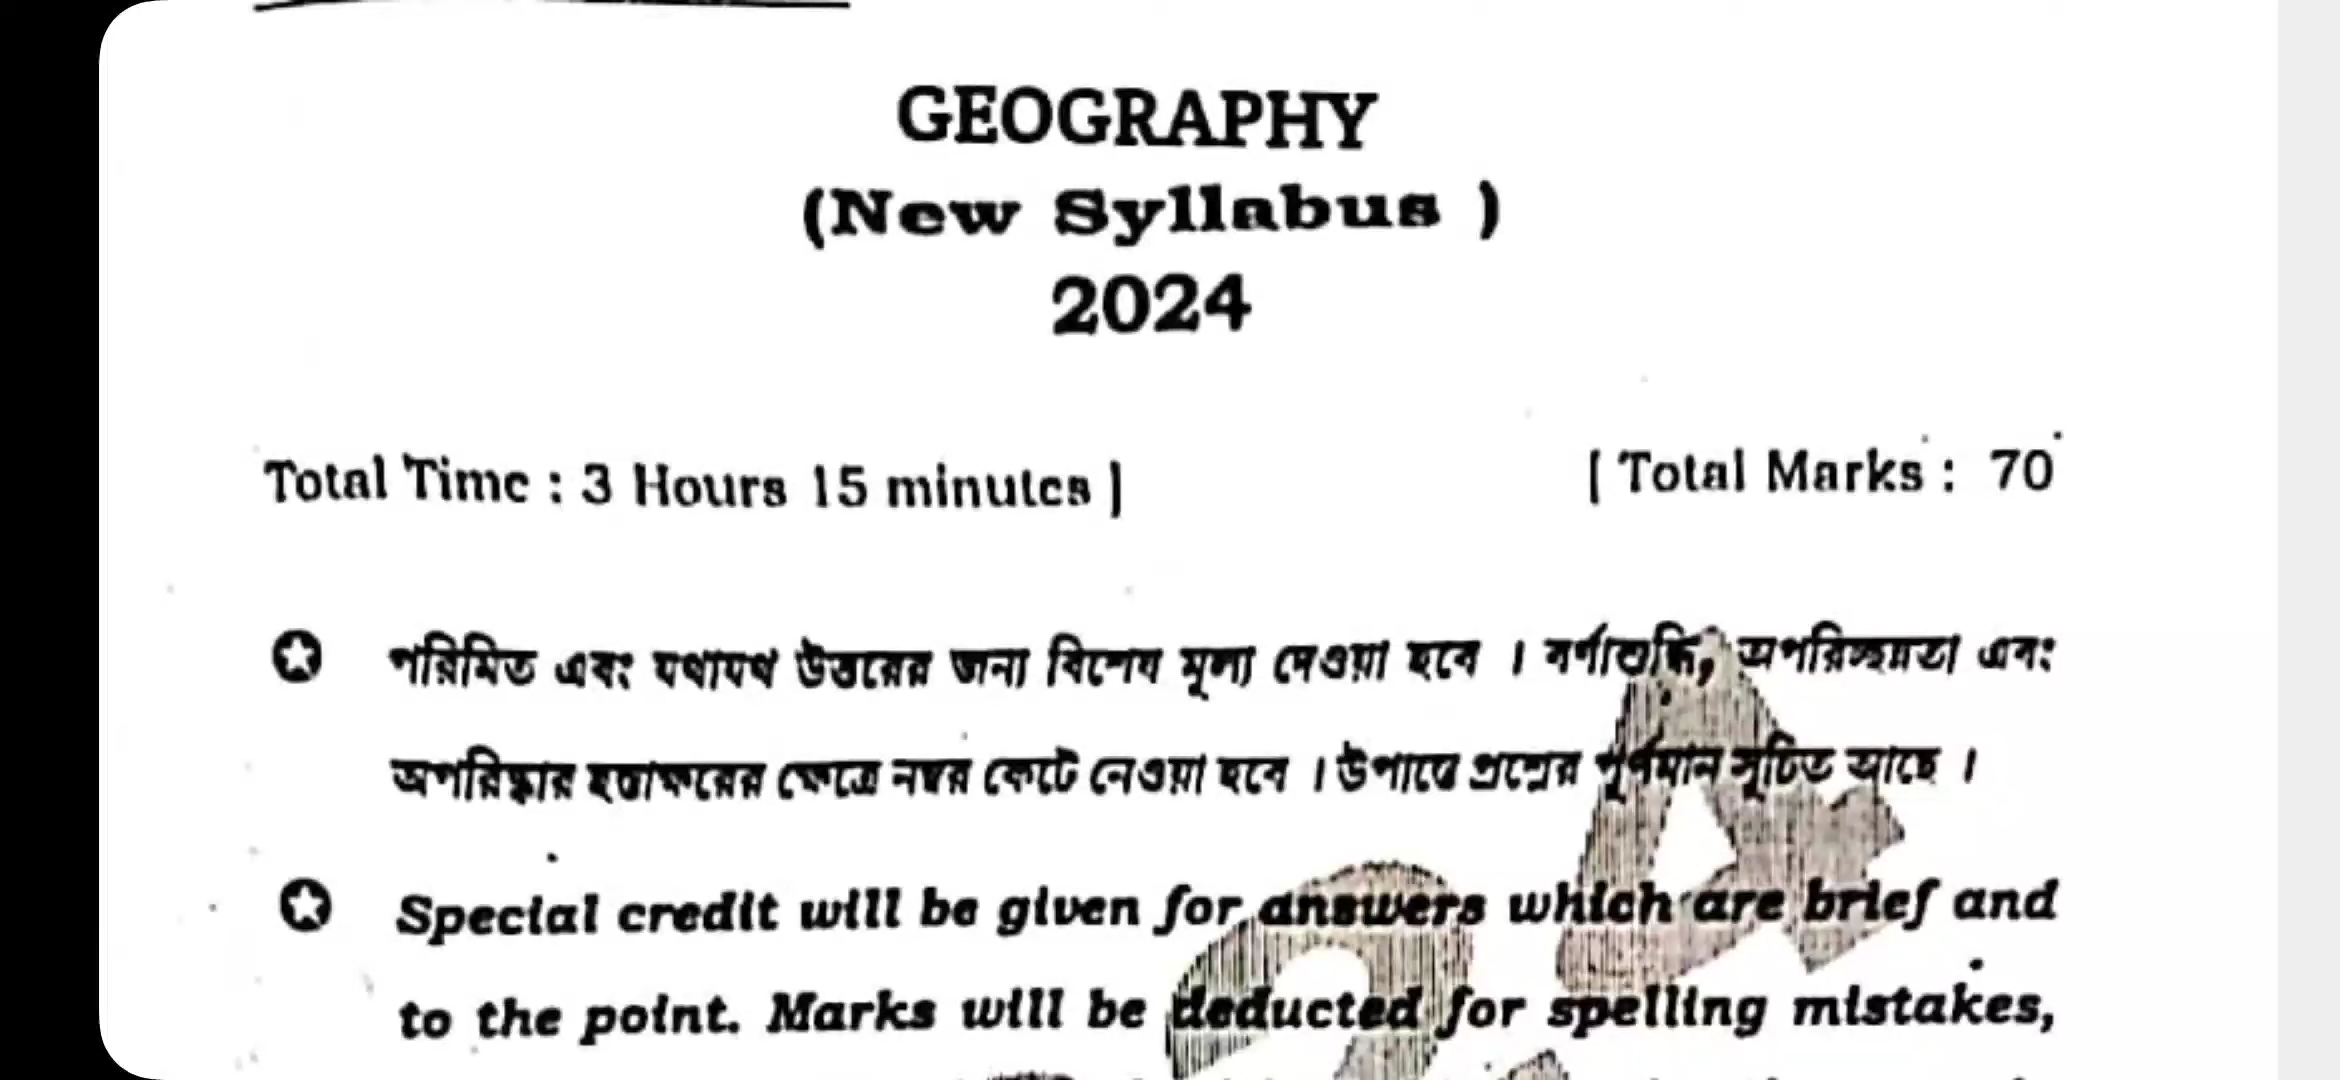 GEOGRAPHY
(New Syllabus )
2024
Total Time : 3 Hours 15 minutes ]
[ Total Marks : 70
পরিমিত এবং যথাযথ উত্তরের জন্য বিশেষ মূল্য দেওয়া হবে । বর্ণাশুদ্ধি, অপরিচ্ছন্নতা এবং
অপরিষ্কার হস্তাক্ষরের ক্ষেত্রে নম্বর কেটে নেওয়া হবে । উপান্তে প্রশ্নের পূর্ণমান সূচিত আছে ।
Special credit will be given for answers which are brief and
to the point. Marks will be deducted for spelling mistakes,